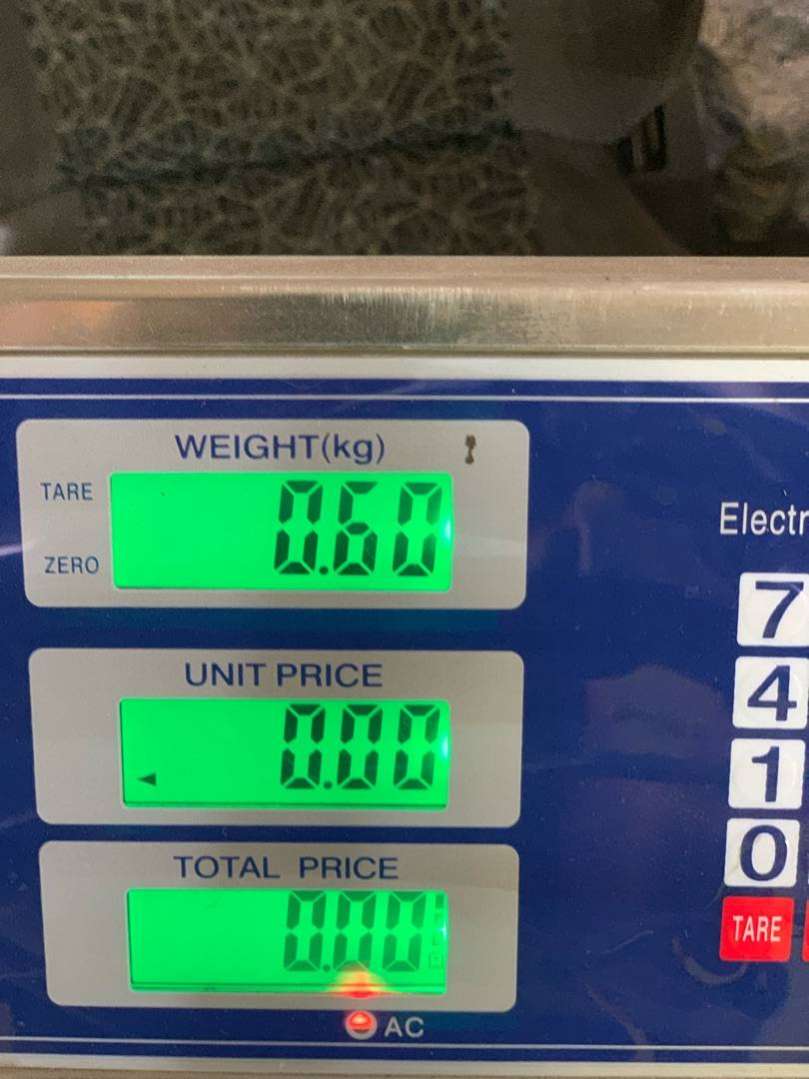 WEIGHT(kg)
TARE
0.60
ZERO
Electr
7
UNIT PRICE
4
0.00
1
0
TOTAL PRICE
0.00
TARE
AC